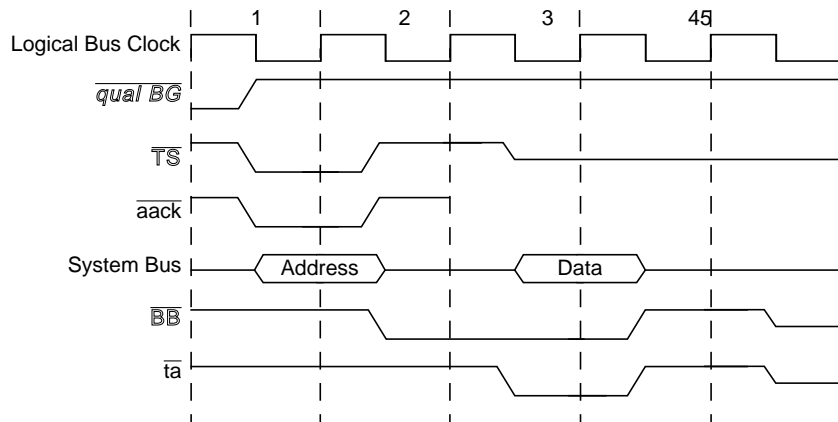 1 2 3 45
Logical Bus Clock
qual BG
TS
aack
System Bus Address Data
BB
ta